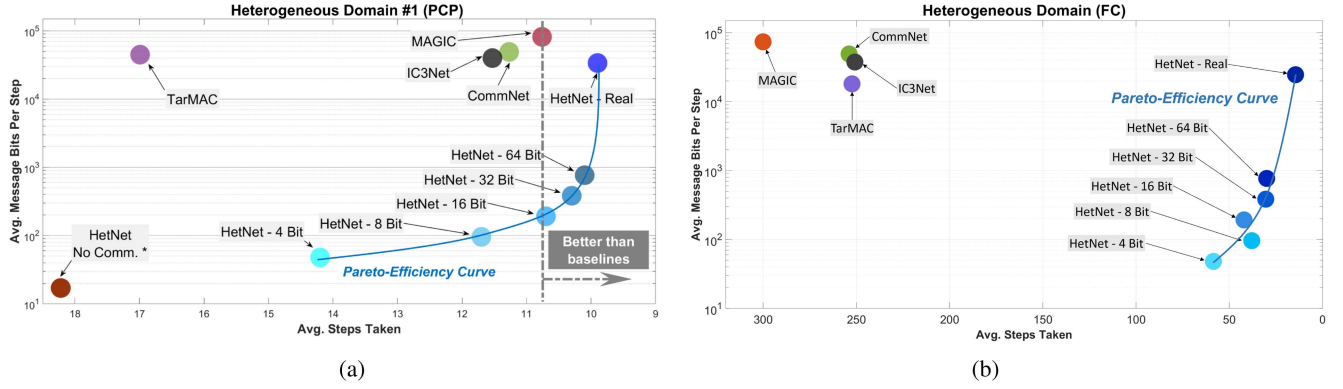 Heterogeneous Domain #1 (PCP)
Avg. Message Bits Per Step
10^5
10^4
10^3
10^2
10^1
MAGIC
IC3Net
TarMAC
CommNet
HetNet - Real
HetNet - 64 Bit
HetNet - 32 Bit
HetNet - 16 Bit
HetNet - 8 Bit
HetNet - 4 Bit
HetNet
No Comm. *
Better than
baselines
Pareto-Efficiency Curve
18 17 16 15 14 13 12 11 10 9
Avg. Steps Taken
(a)
Heterogeneous Domain (FC)
Avg. Message Bits Per Step
10^5
10^4
10^3
10^2
10^1
CommNet
MAGIC
IC3Net
TarMAC
HetNet - Real
Pareto-Efficiency Curve
HetNet - 64 Bit
HetNet - 32 Bit
HetNet - 16 Bit
HetNet - 8 Bit
HetNet - 4 Bit
300 250 200 150 100 50 0
Avg. Steps Taken
(b)